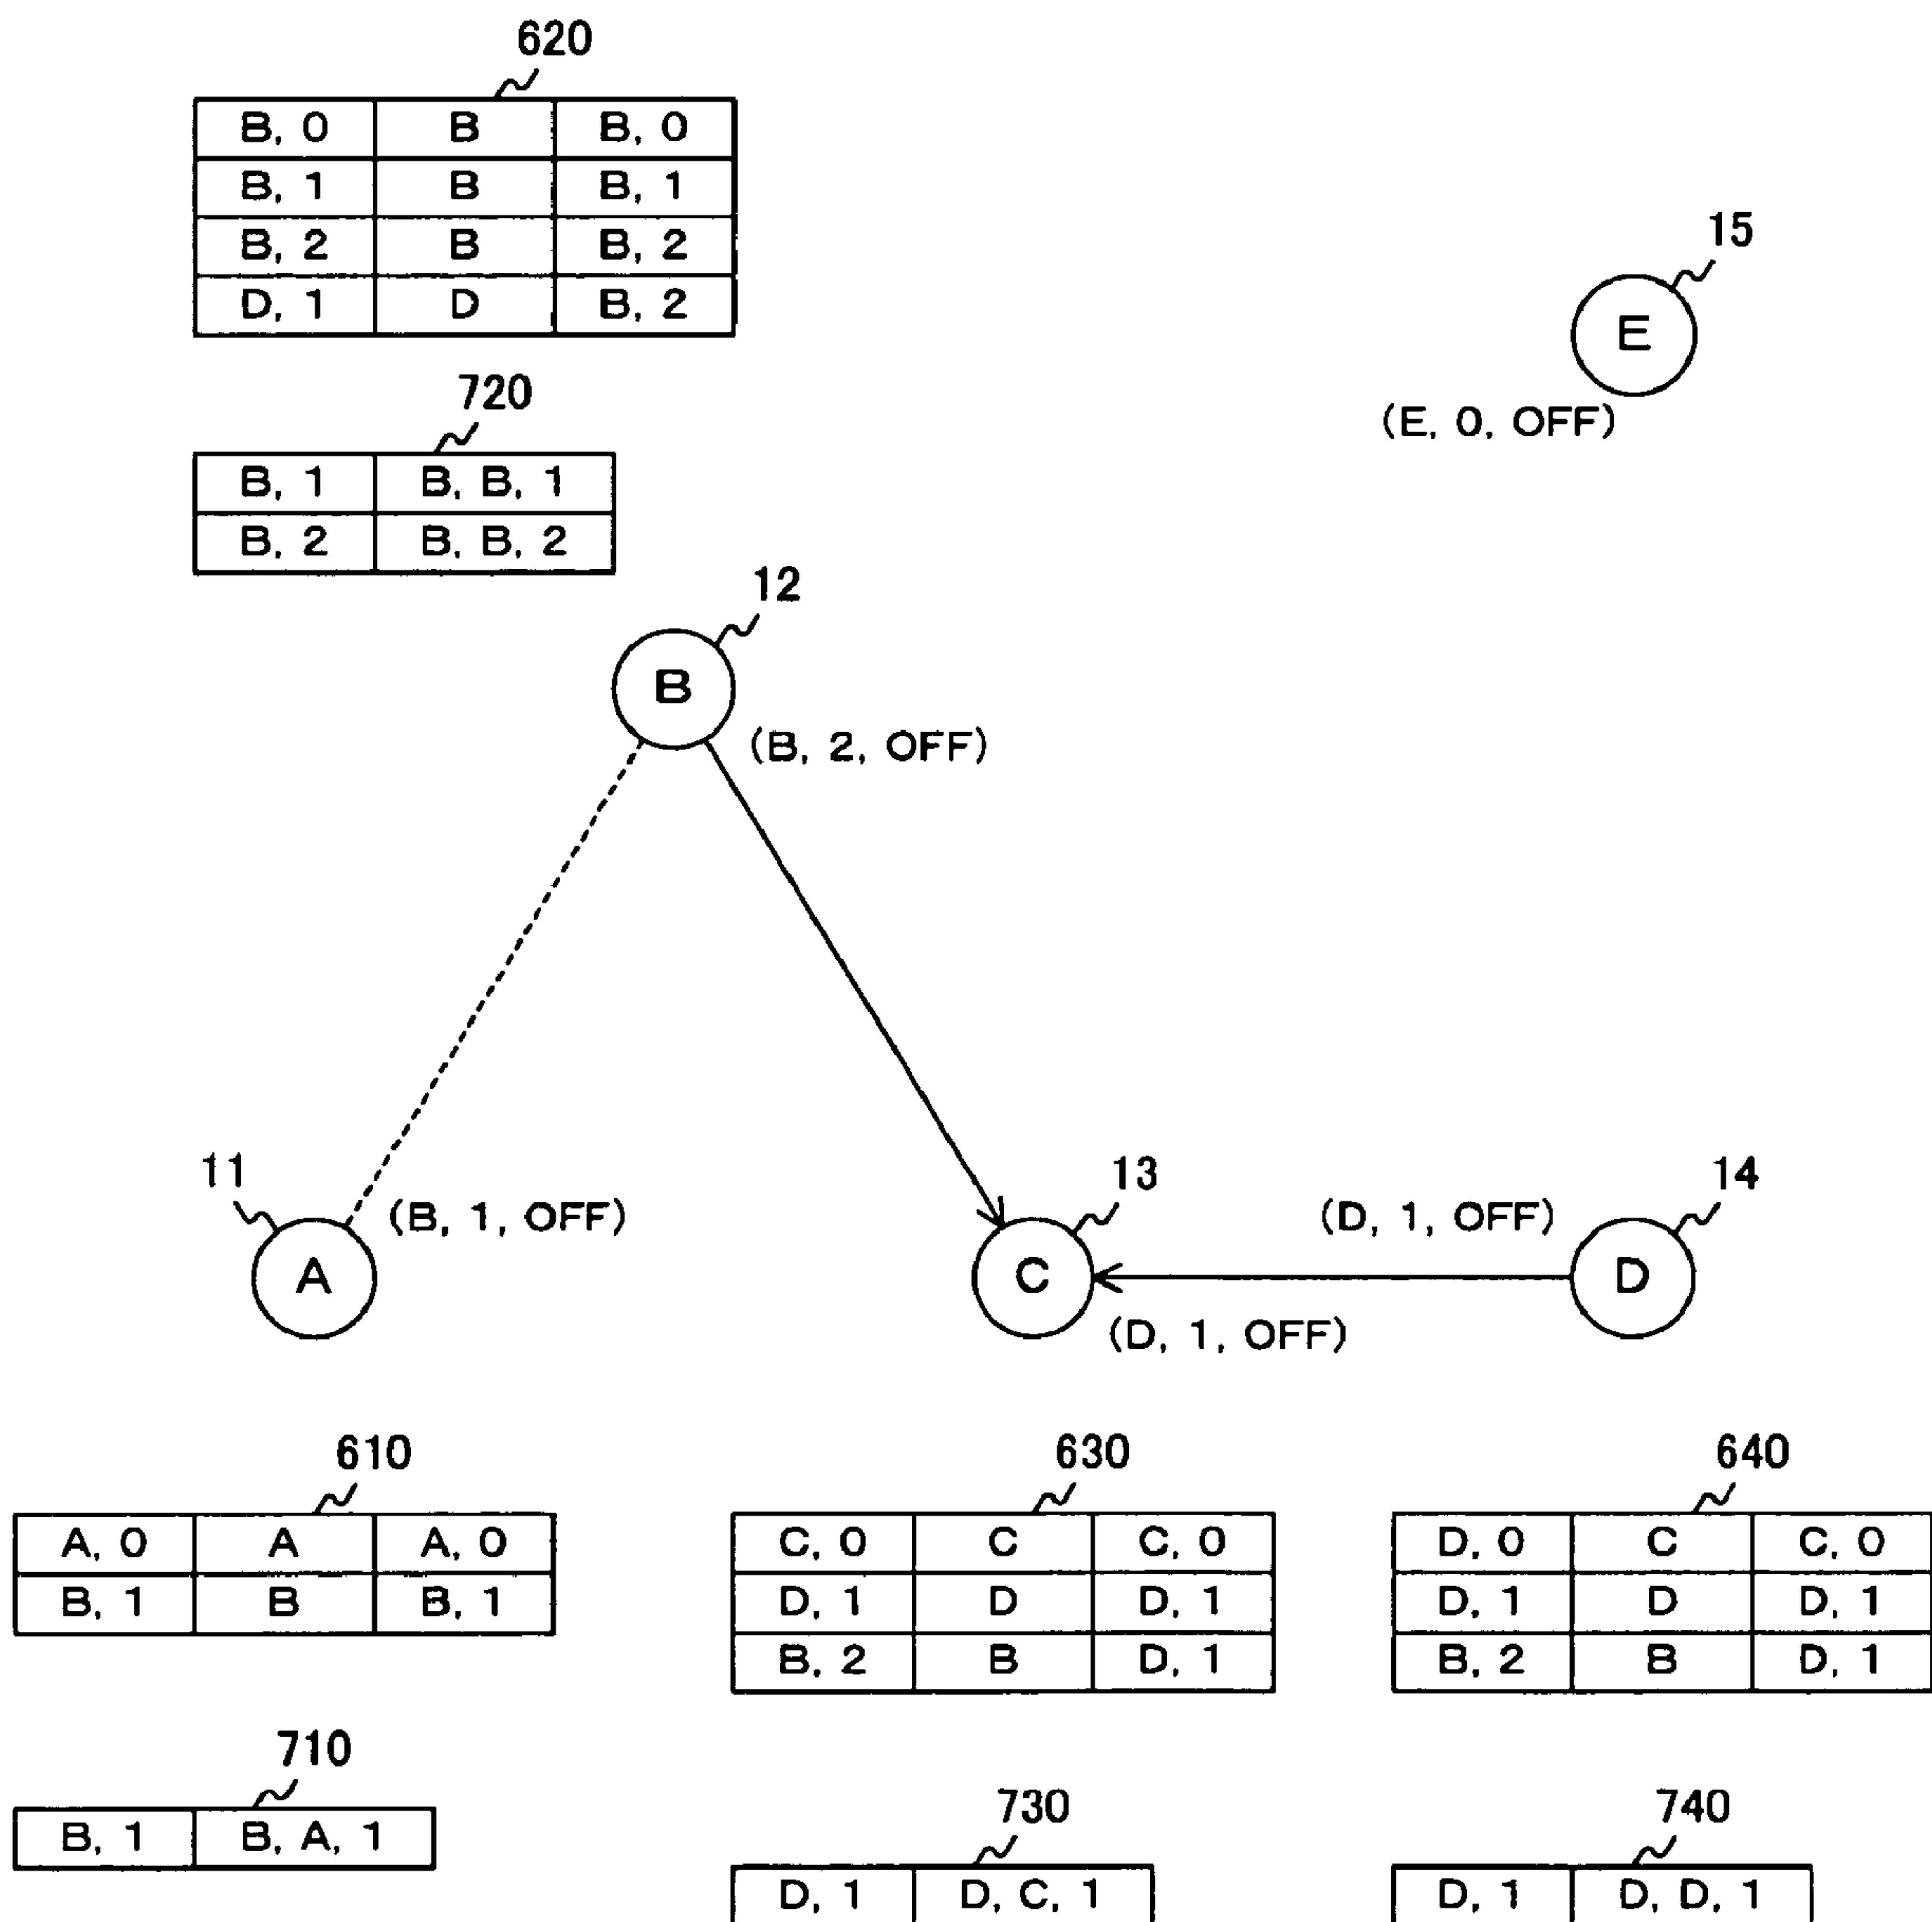 620
B, 0 B B, 0
B, 1 B B, 1
B, 2 B B, 2
D, 1 D B, 2
15
E
(E, 0, OFF)
720
B, 1 B, B, 1
B, 2 B, B, 2
12
B
(B, 2, OFF)
11
A
(B, 1, OFF)
13
C
(D, 1, OFF)
14
D
(D, 1, OFF)
610
A, 0 A A, 0
B, 1 B B, 1
630
C, 0 C C, 0
D, 1 D D, 1
B, 2 B D, 1
640
D, 0 C C, 0
D, 1 D D, 1
B, 2 B D, 1
710
B, 1 B, A, 1
730
D, 1 D, C, 1
740
D, 1 D, D, 1